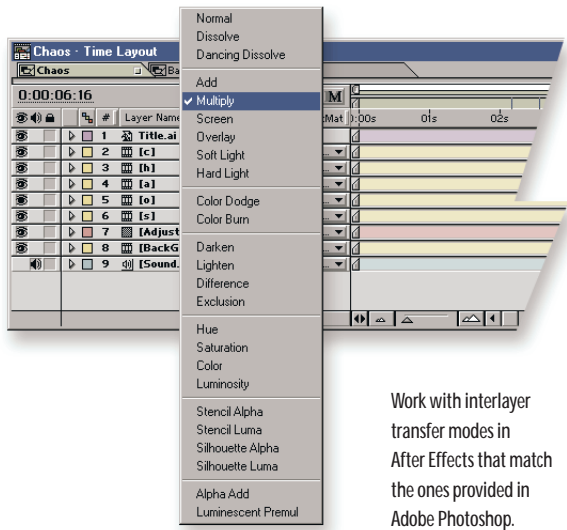 Normal
Dissolve
Dancing Dissolve
Add
Multiply
Screen
Overlay
Soft Light
Hard Light
Color Dodge
Color Burn
Darken
Lighten
Difference
Exclusion
Hue
Saturation
Color
Luminosity
Stencil Alpha
Stencil Luma
Silhouette Alpha
Silhouette Luma
Alpha Add
Luminescent Premul
Chaos · Time Layout
Chaos
0:00:06:16 M
# Layer Name :00s 01s 02s
1 Title.ai
2 [c]
3 [h]
4 [a]
5 [o]
6 [s]
7 [Adjust
8 [BackG
9 [Sound.
Work with interlayer
transfer modes in
After Effects that match
the ones provided in
Adobe Photoshop.